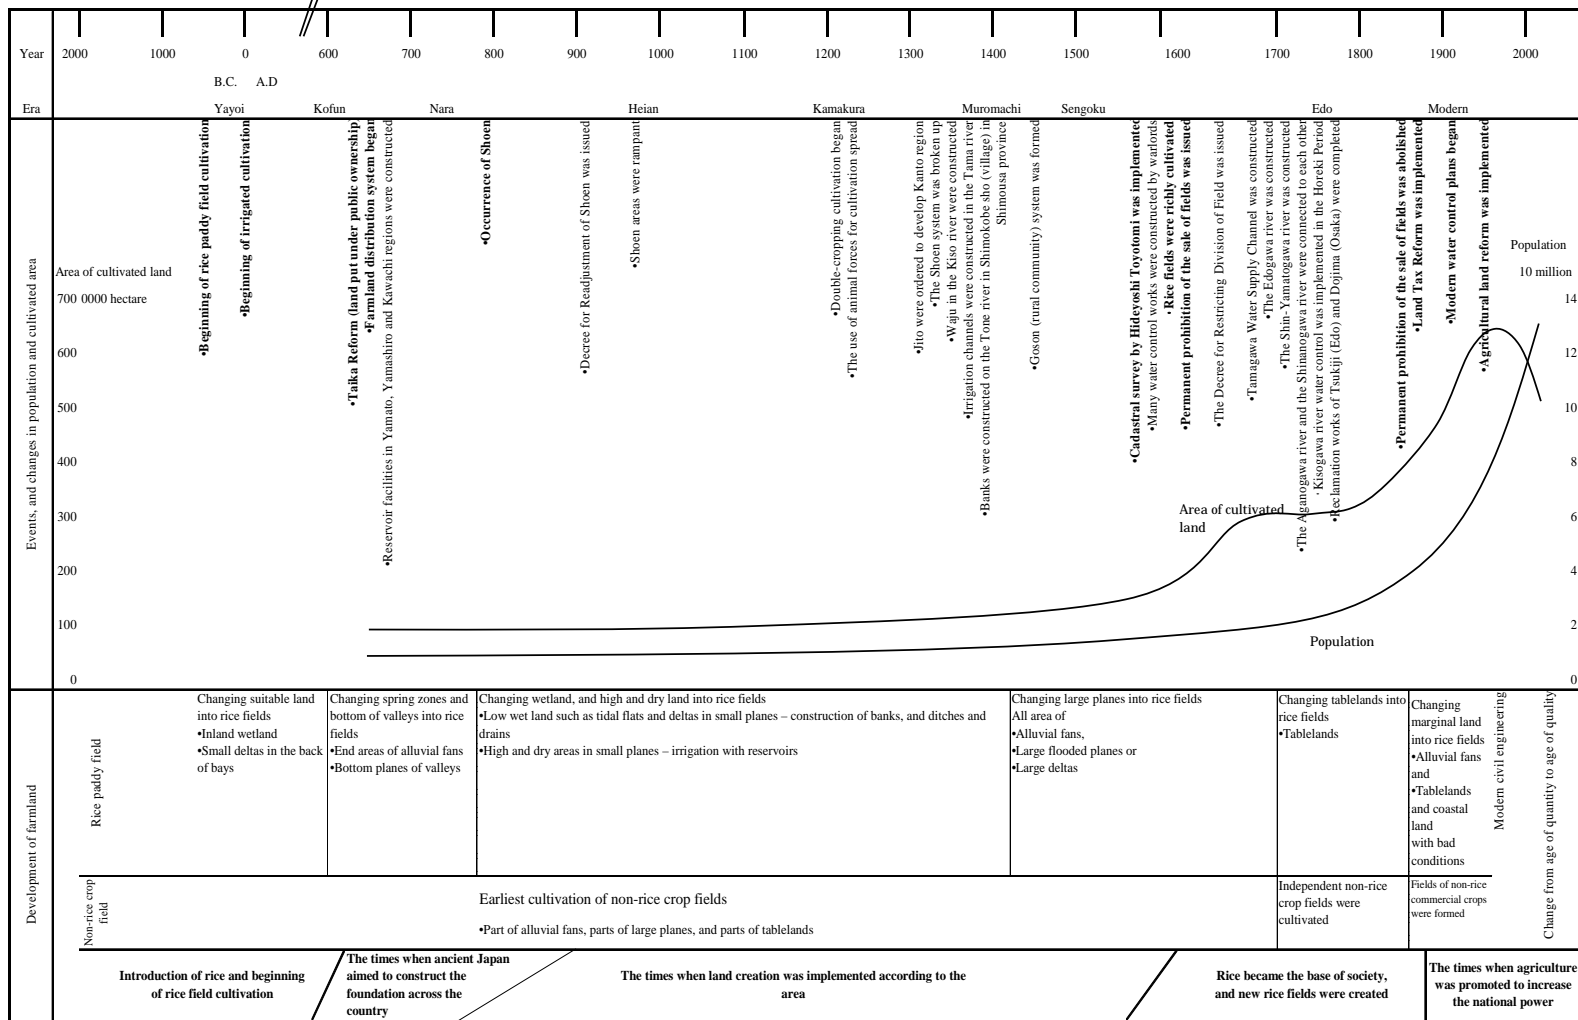 Year 2000 1000 0 600 700 800 900 1000 1100 1200 1300 1400 1500 1600 1700 1800 1900 2000
B.C. A.D
Era Yayoi Kofun Nara Heian Kamakura Muromachi Sengoku Edo Modern
Events, and changes in population and cultivated area
•Beginning of rice paddy field cultivation
•Beginning of irrigated cultivation
•Taika Reform (land put under public ownership)
•Farmland distribution system began
•Reservoir facilities in Yamato, Yamashiro and Kawachi regions were constructed
•Occurrence of Shoen
•Decree for Readjustment of Shoen was issued
•Shoen areas were rampant
•Double-cropping cultivation began
•The use of animal forces for cultivation spread
•Jito were ordered to develop Kanto region
•The Shoen system was broken up
•Waju in the Kiso river were constructed
•Irrigation channels were constructed in the Tama river
•Banks were constructed on the Tone river in Shimokobe sho (village) in
Shimousa province
•Goson (rural community) system was formed
•Cadastral survey by Hideyoshi Toyotomi was implemented
•Many water control works were constructed by warlords
•Rice fields were richly cultivated
•Permanent prohibition of the sale of fields was issued
•The Decree for Restricting Division of Field was issued
•Tamagawa Water Supply Channel was constructed
•The Edogawa river was constructed
•The Shin-Yamatogawa river was constructed
•The Aganogawa river and the Shinanogawa river were connected to each other
•Kisogawa river water control was implemented in the Horeki Period
•Reclamation works of Tsukiji (Edo) and Dojima (Osaka) were completed
•Permanent prohibition of the sale of fields was abolished
•Land Tax Reform was implemented
•Modern water control plans began
•Agricultural land reform was implemented
Area of cultivated land
700 0000 hectare
600
500
400
300
200
100
0
Population
10 million
14
12
10
8
6
4
2
0
Area of cultivated
land
Population
Development of farmland
Rice paddy field
Changing suitable land
into rice fields
•Inland wetland
•Small deltas in the back
of bays
Changing spring zones and
bottom of valleys into rice
fields
•End areas of alluvial fans
•Bottom planes of valleys
Changing wetland, and high and dry land into rice fields
•Low wet land such as tidal flats and deltas in small planes – construction of banks, and ditches and
drains
•High and dry areas in small planes – irrigation with reservoirs
Changing large planes into rice fields
All area of
•Alluvial fans,
•Large flooded planes or
•Large deltas
Changing tablelands into
rice fields
•Tablelands
Changing
marginal land
into rice fields
•Alluvial fans
and
•Tablelands
and coastal
land
with bad
conditions
Modern civil engineering
Change from age of quantity to age of quality
Non-rice crop
field
Earliest cultivation of non-rice crop fields
•Part of alluvial fans, parts of large planes, and parts of tablelands
Independent non-rice
crop fields were
cultivated
Fields of non-rice
commercial crops
were formed
Introduction of rice and beginning
of rice field cultivation
The times when ancient Japan
aimed to construct the
foundation across the
country
The times when land creation was implemented according to the
area
Rice became the base of society,
and new rice fields were created
The times when agriculture
was promoted to increase
the national power